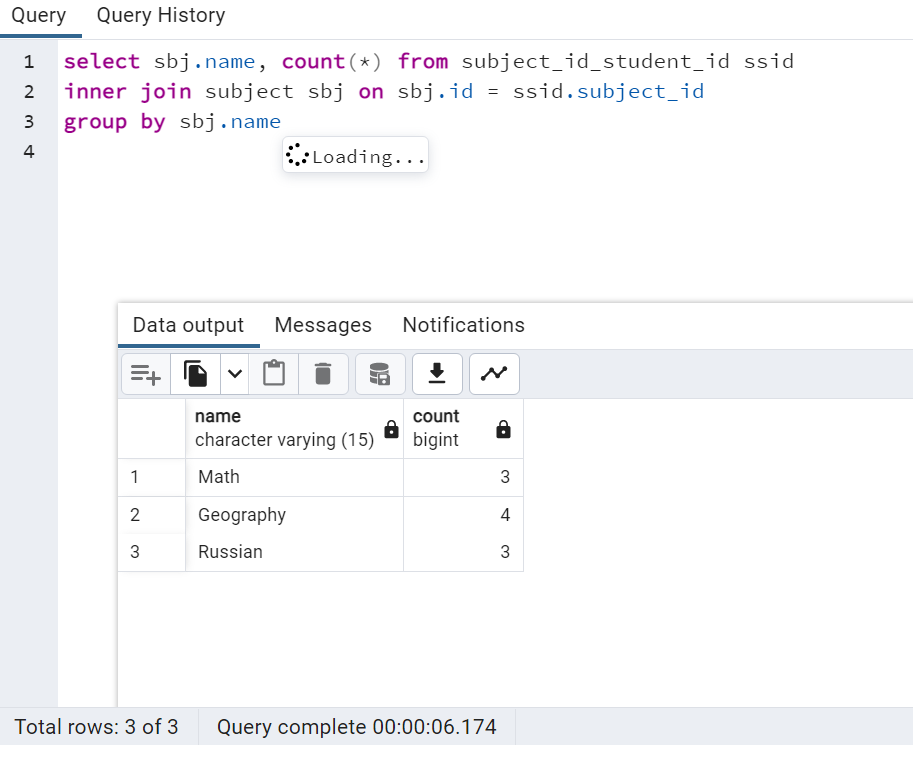 Query Query History
1 select sbj.name, count(*) from subject_id_student_id ssid
2 inner join subject sbj on sbj.id = ssid.subject_id
3 group by sbj.name
4
Loading...
Data output Messages Notifications
name count
character varying (15) bigint
1 Math 3
2 Geography 4
3 Russian 3
Total rows: 3 of 3 Query complete 00:00:06.174